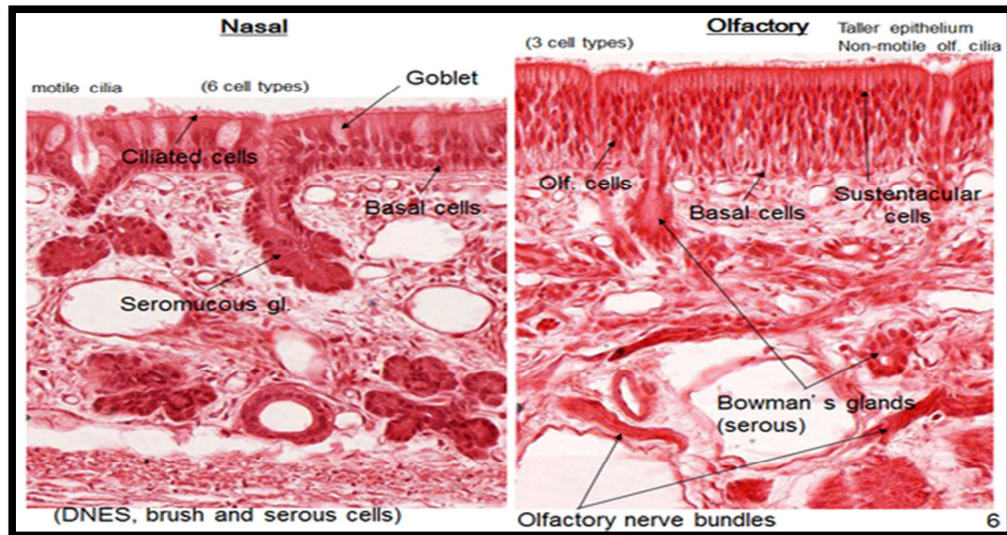 Nasal
motile cilia
(6 cell types)
Goblet
Ciliated cells
Basal cells
Seromucous gl.
(DNES, brush and serous cells)
Olfactory
(3 cell types)
Taller epithelium
Non-motile olf. cilia
Olf. cells
Basal cells
Sustentacular
cells
Bowman's glands
(serous)
Olfactory nerve bundles
6